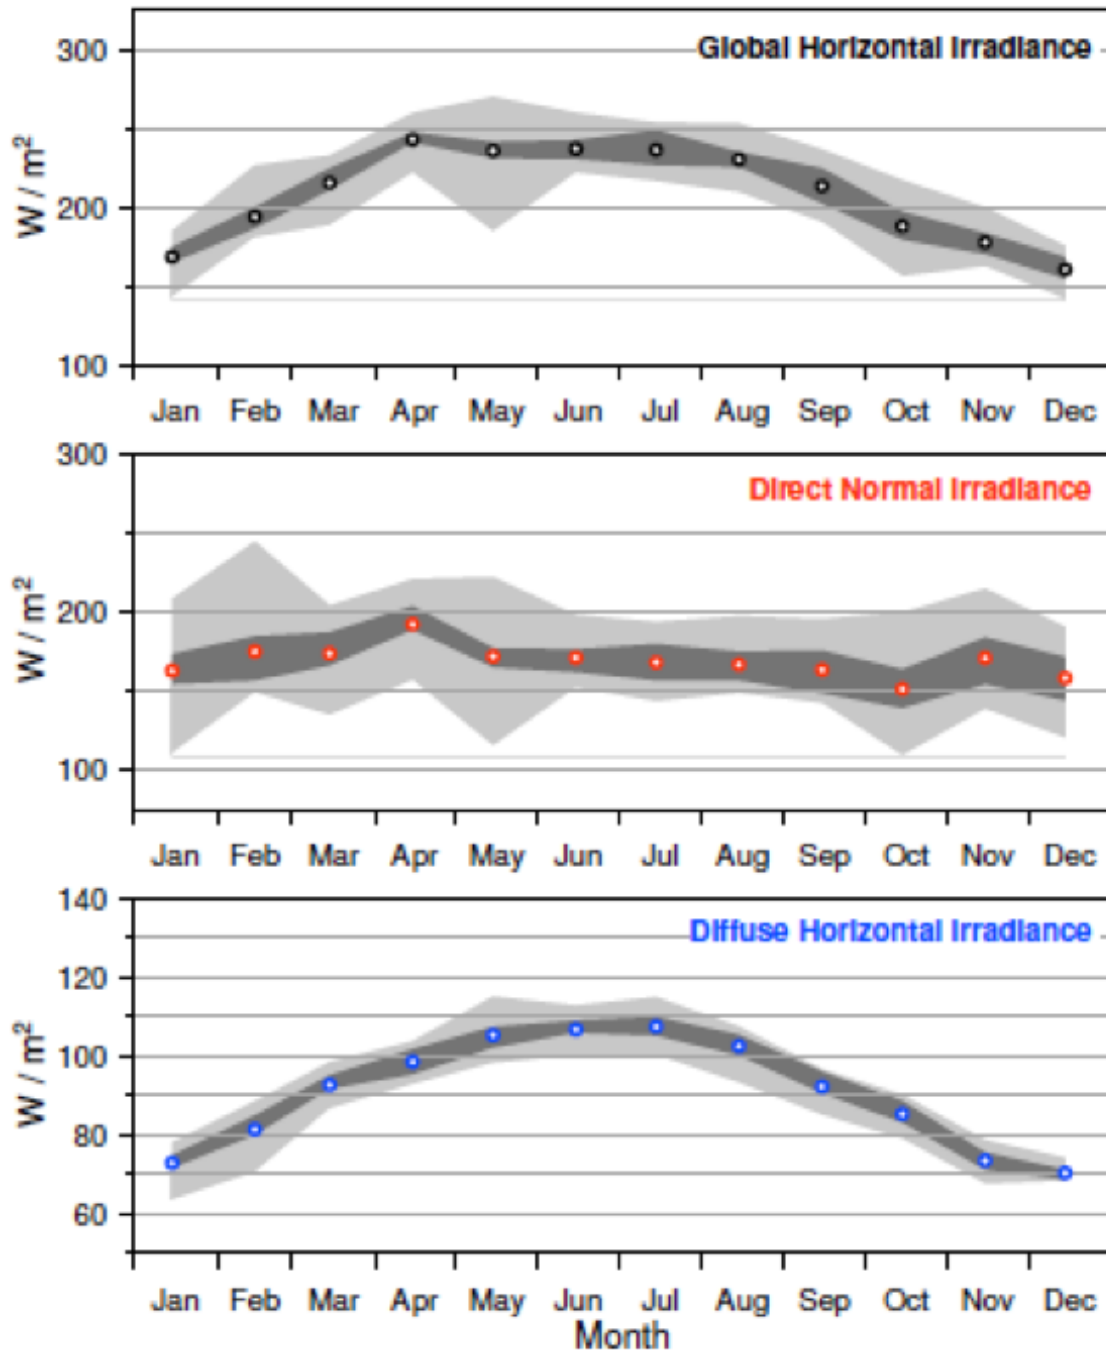 Global Horizontal Irradiance
300
200
100
W / m²
Jan Feb Mar Apr May Jun Jul Aug Sep Oct Nov Dec
Direct Normal Irradiance
300
200
100
W / m²
Jan Feb Mar Apr May Jun Jul Aug Sep Oct Nov Dec
Diffuse Horizontal Irradiance
140
120
100
80
60
W / m²
Jan Feb Mar Apr May Jun Jul Aug Sep Oct Nov Dec
Month